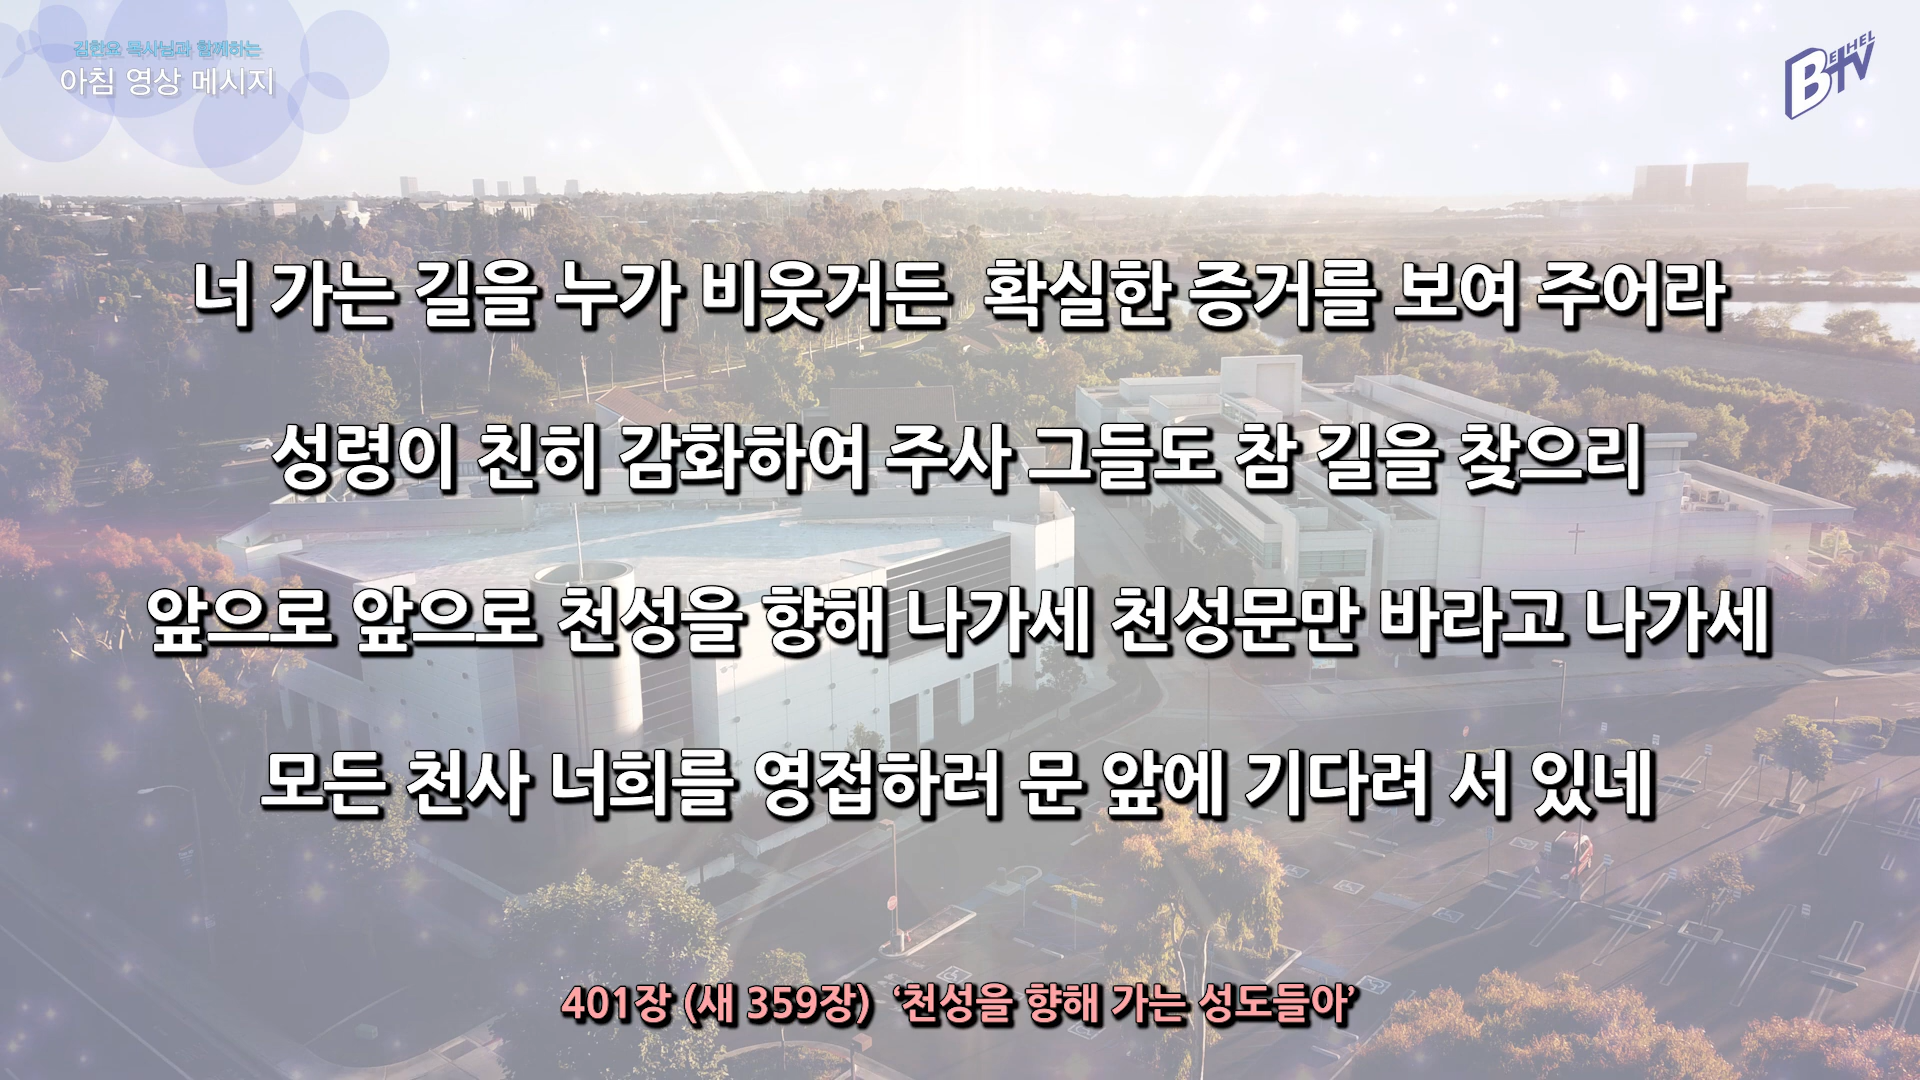 김한요 목사님과 함께하는
아침 영상 메시지
BETHEL TV
너 가는 길을 누가 비웃거든 확실한 증거를 보여 주어라
성령이 친히 감화하여 주사 그들도 참 길을 찾으리
앞으로 앞으로 천성을 향해 나가세 천성문만 바라고 나가세
모든 천사 너희를 영접하러 문 앞에 기다려 서 있네
401장 (새 359장) ‘천성을 향해 가는 성도들아’